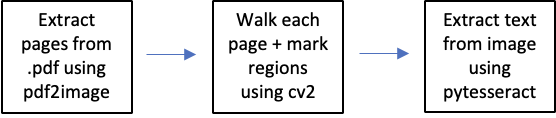 Extract
pages from
.pdf using
pdf2image
Walk each
page + mark
regions
using cv2
Extract text
from image
using
pytesseract